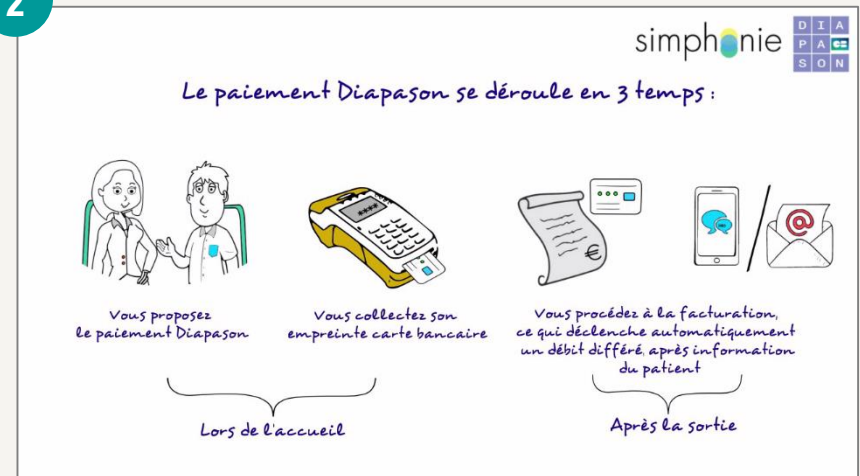 2
simphonie
DIA
PA
SON
Le paiement Diapason se déroule en 3 temps :
****
€
@
Vous proposez
le paiement Diapason
Vous collectez son
empreinte carte bancaire
Vous procédez à la facturation,
ce qui déclenche automatiquement
un débit différé, après information
du patient
Lors de l'accueil
Après la sortie